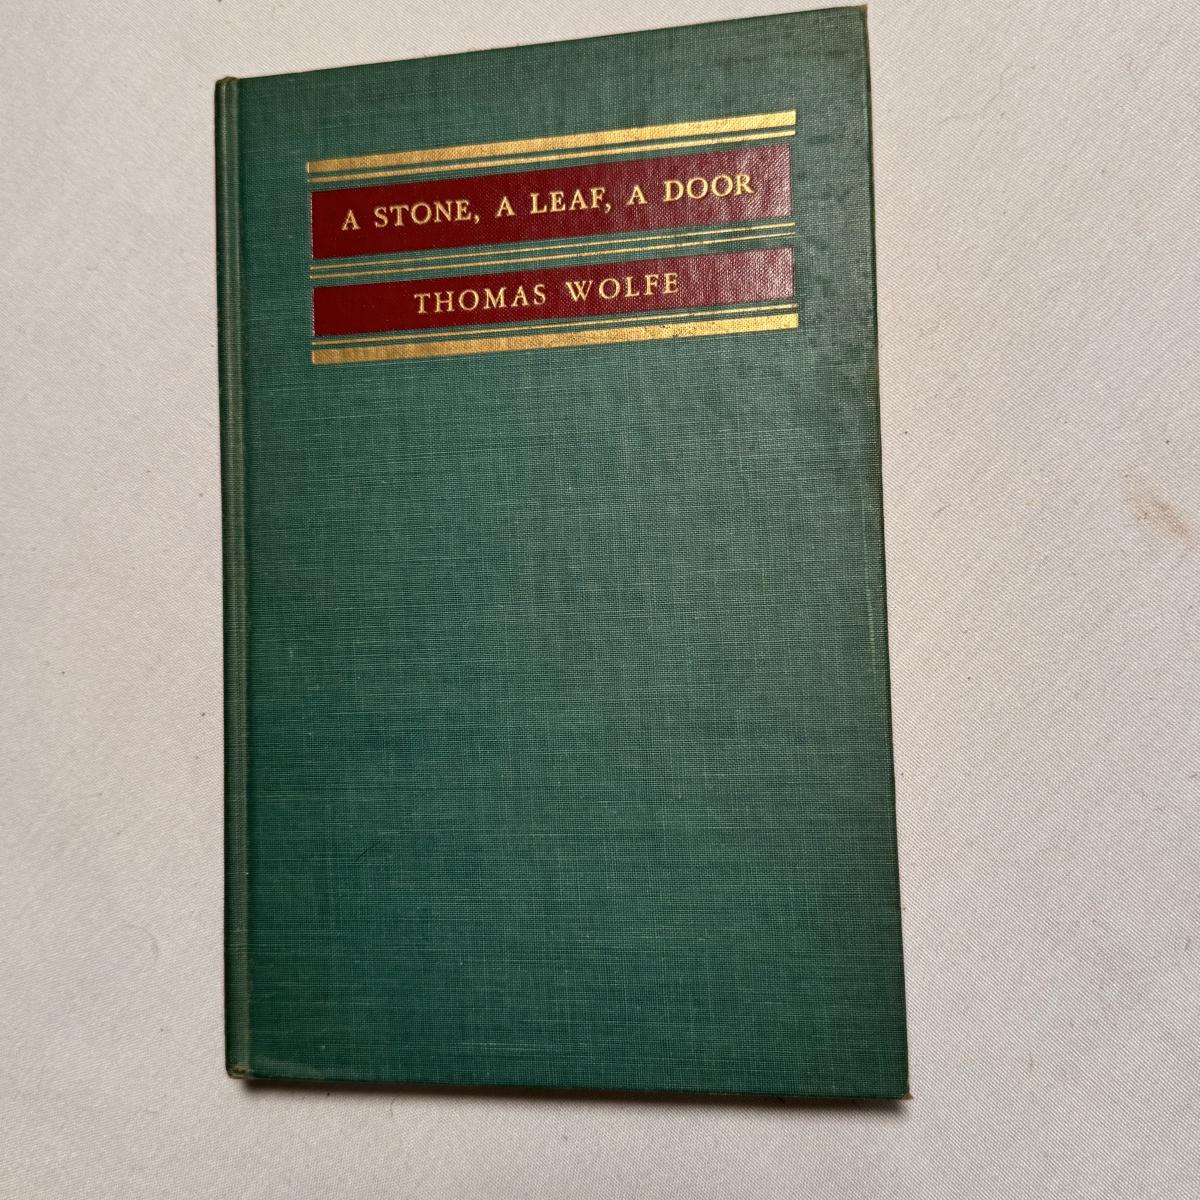 A STONE, A LEAF, A DOOR
THOMAS WOLFE